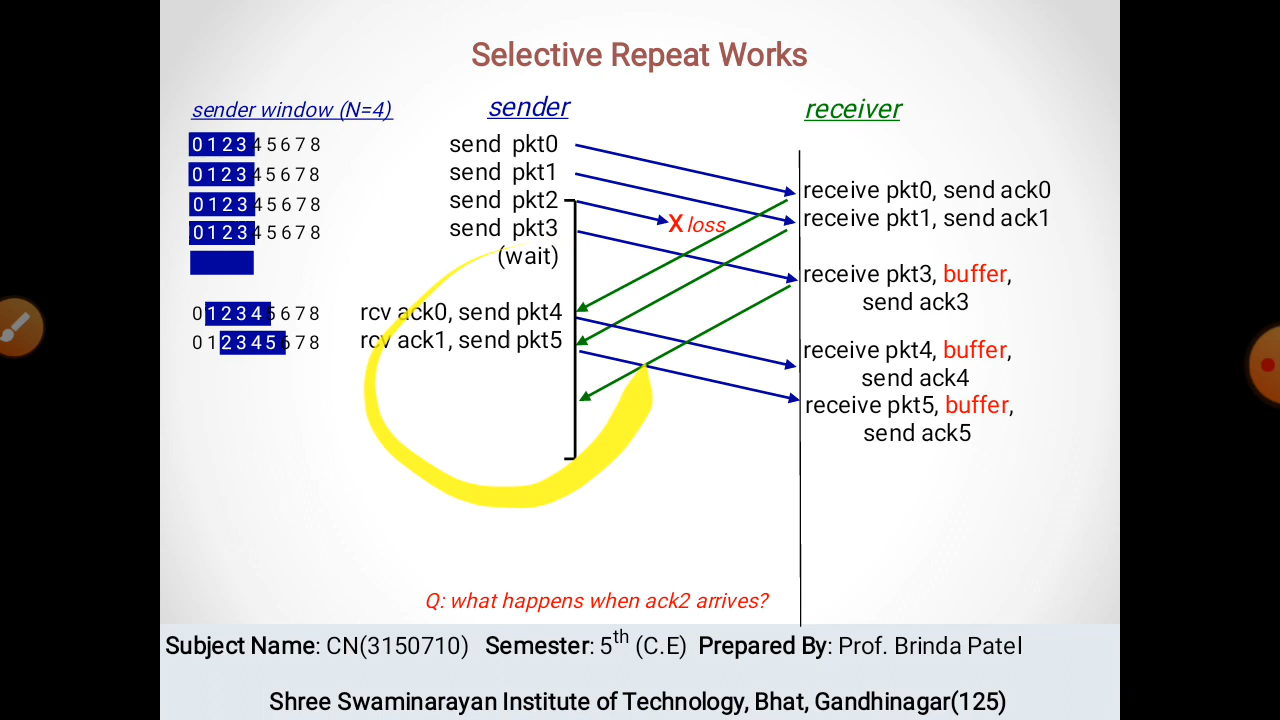 Selective Repeat Works
sender window (N=4)
sender
receiver
0 1 2 3 4 5 6 7 8
send pkt0
0 1 2 3 4 5 6 7 8
send pkt1
receive pkt0, send ack0
0 1 2 3 4 5 6 7 8
send pkt2
X loss
receive pkt1, send ack1
0 1 2 3 4 5 6 7 8
send pkt3
(wait)
receive pkt3, buffer,
send ack3
0 1 2 3 4 5 6 7 8
rcv ack0, send pkt4
0 1 2 3 4 5 6 7 8
rcv ack1, send pkt5
receive pkt4, buffer,
send ack4
receive pkt5, buffer,
send ack5
Q: what happens when ack2 arrives?
Subject Name: CN(3150710) Semester: 5th (C.E) Prepared By: Prof. Brinda Patel
Shree Swaminarayan Institute of Technology, Bhat, Gandhinagar(125)